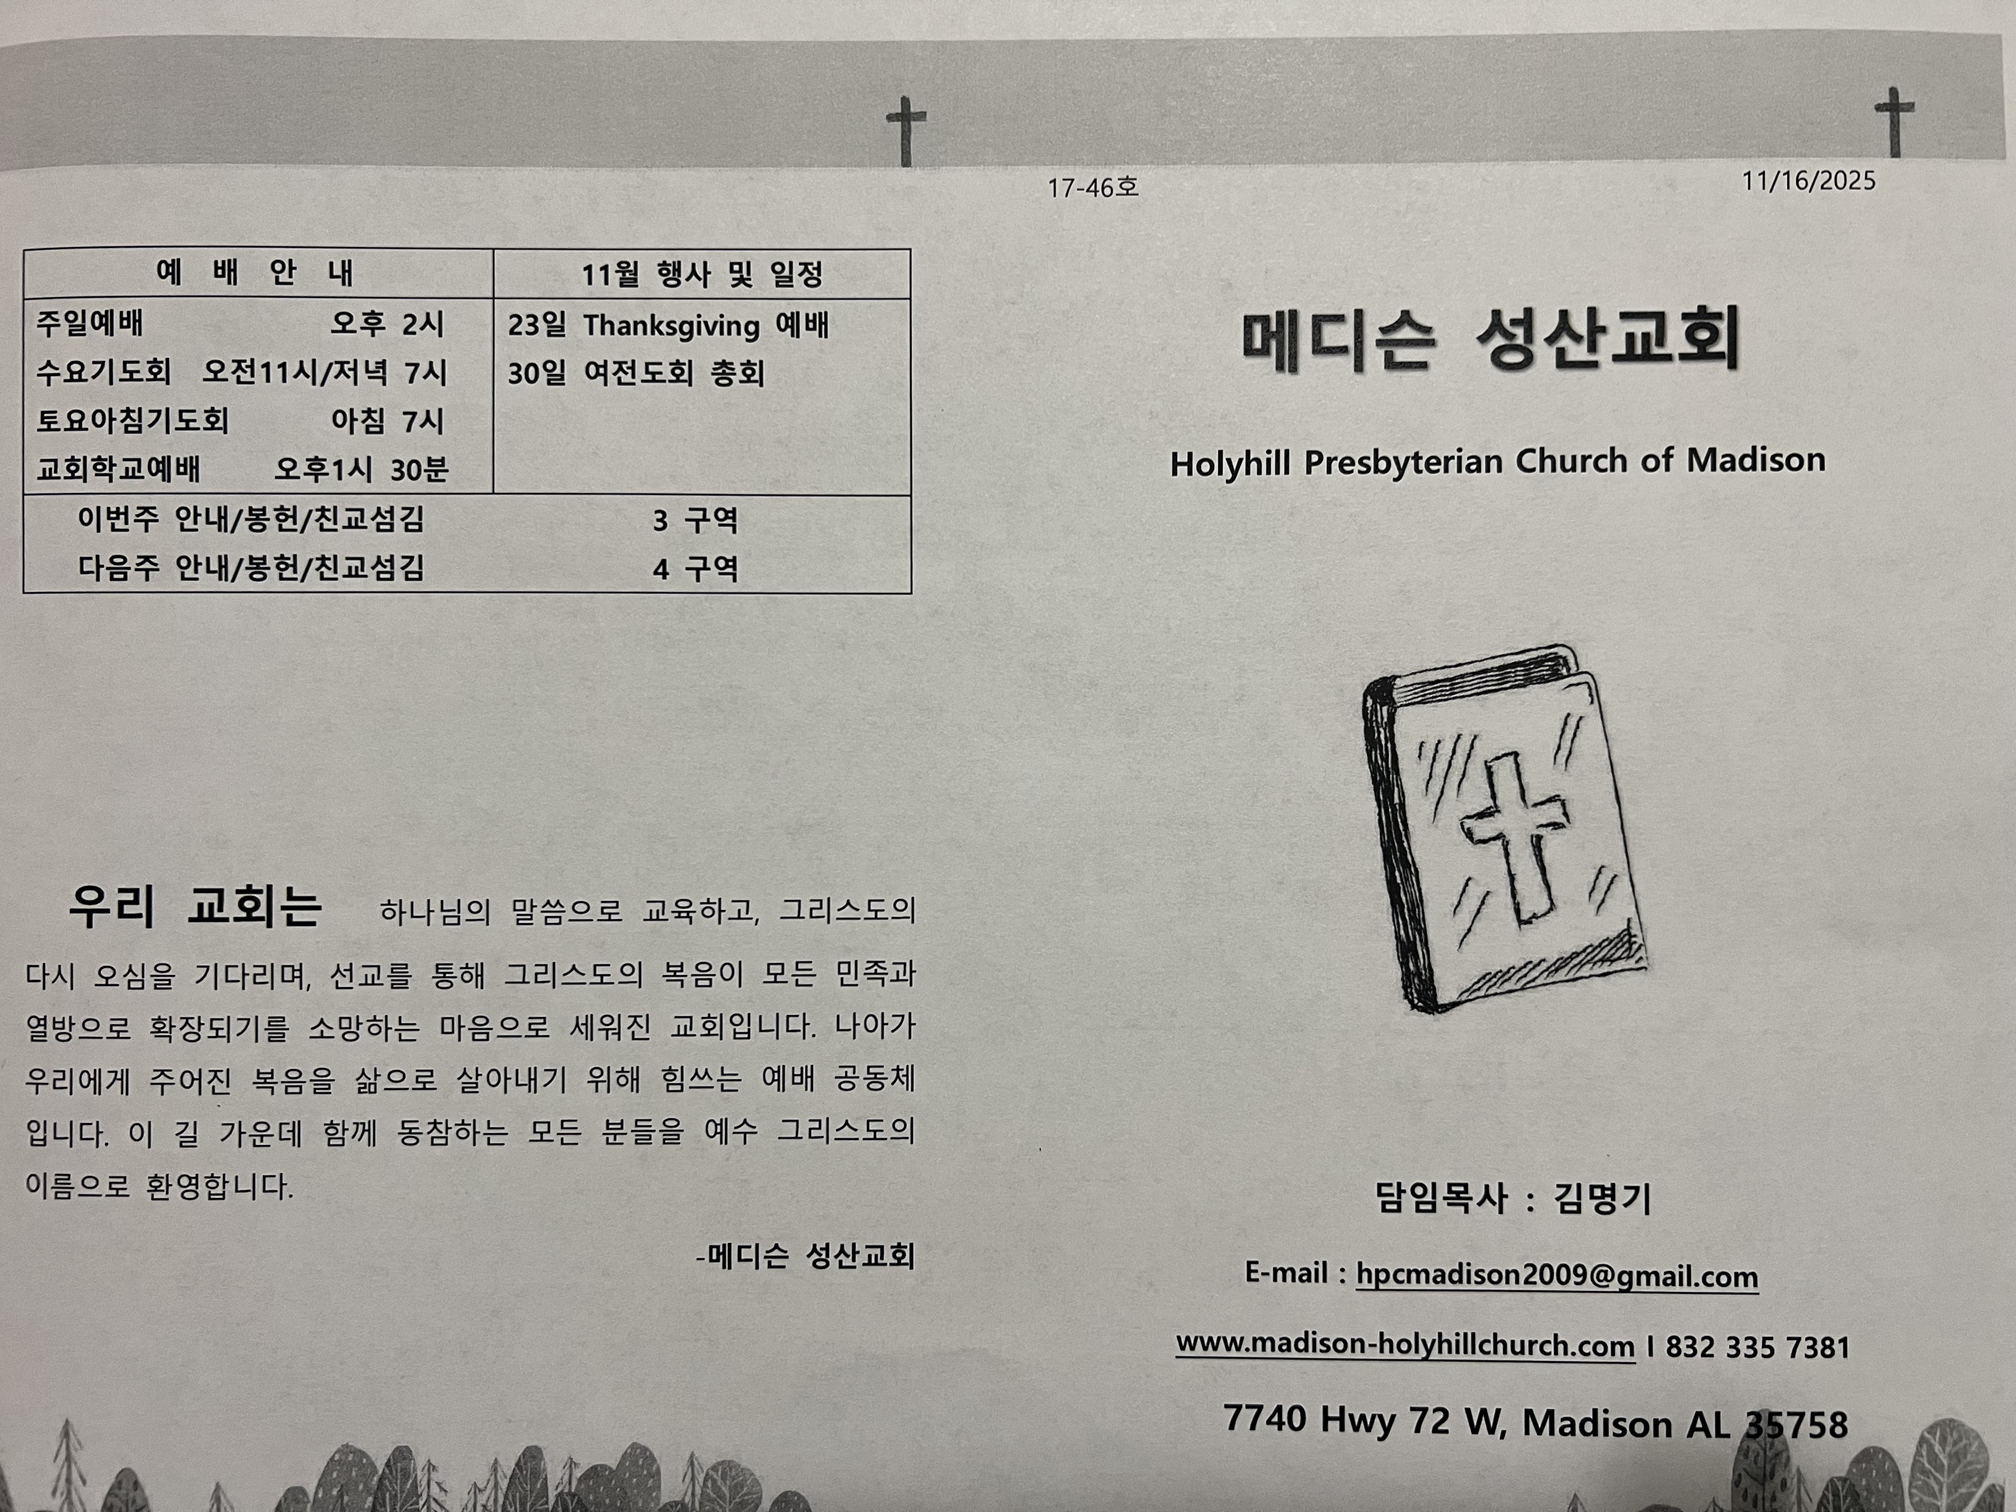 17-46호 11/16/2025
예 배 안 내 11월 행사 및 일정
주일예배 오후 2시 23일 Thanksgiving 예배
수요기도회 오전11시/저녁 7시 30일 여전도회 총회
토요아침기도회 아침 7시
교회학교예배 오후1시 30분
이번주 안내/봉헌/친교섬김 3 구역
다음주 안내/봉헌/친교섬김 4 구역
우리 교회는 하나님의 말씀으로 교육하고, 그리스도의
다시 오심을 기다리며, 선교를 통해 그리스도의 복음이 모든 민족과
열방으로 확장되기를 소망하는 마음으로 세워진 교회입니다. 나아가
우리에게 주어진 복음을 삶으로 살아내기 위해 힘쓰는 예배 공동체
입니다. 이 길 가운데 함께 동참하는 모든 분들을 예수 그리스도의
이름으로 환영합니다.
-메디슨 성산교회
메디슨 성산교회
Holyhill Presbyterian Church of Madison
담임목사 : 김명기
E-mail : hpcmadison2009@gmail.com
www.madison-holyhillchurch.com I 832 335 7381
7740 Hwy 72 W, Madison AL 35758